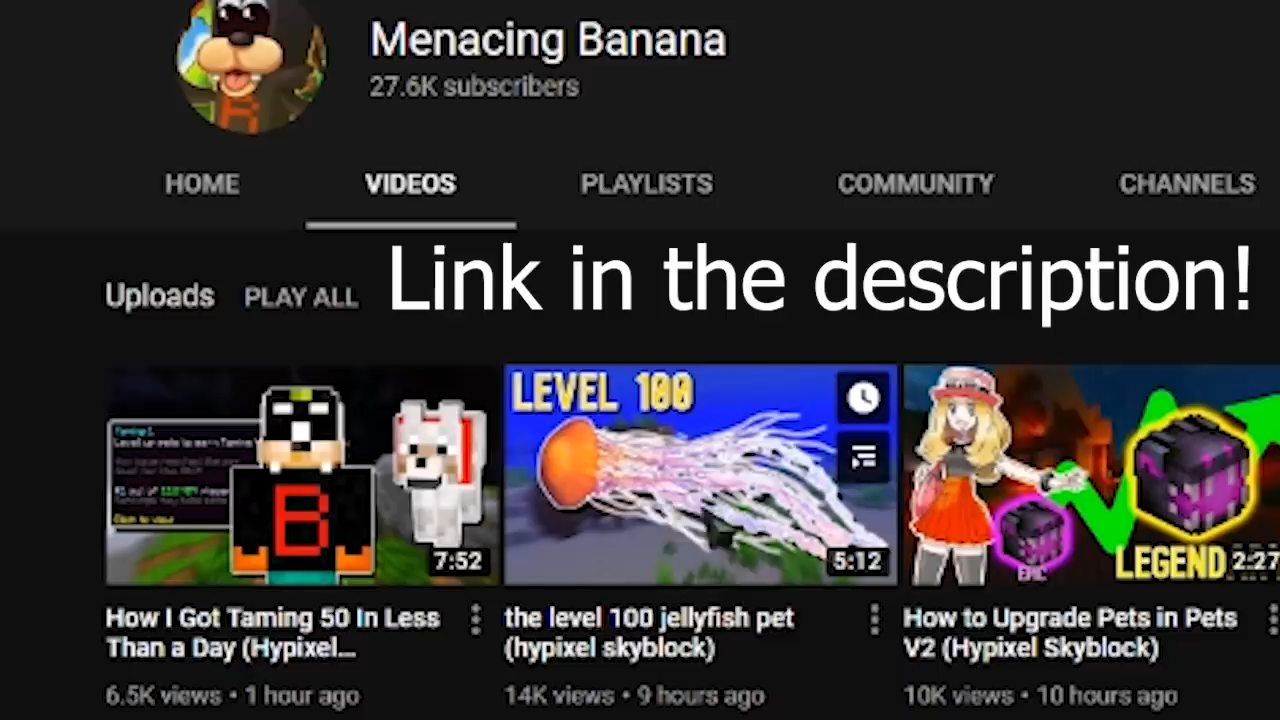 Menacing Banana
27.6K subscribers
HOME VIDEOS PLAYLISTS COMMUNITY CHANNELS
Link in the description!
Uploads PLAY ALL
LEVEL 100
B
7:52
5:12
EPIC
LEGEND
2:27
How I Got Taming 50 In Less
Than a Day (Hypixel...
the level 100 jellyfish pet
(hypixel skyblock)
How to Upgrade Pets in Pets
V2 (Hypixel Skyblock)
6.5K views • 1 hour ago
14K views • 9 hours ago
10K views • 10 hours ago